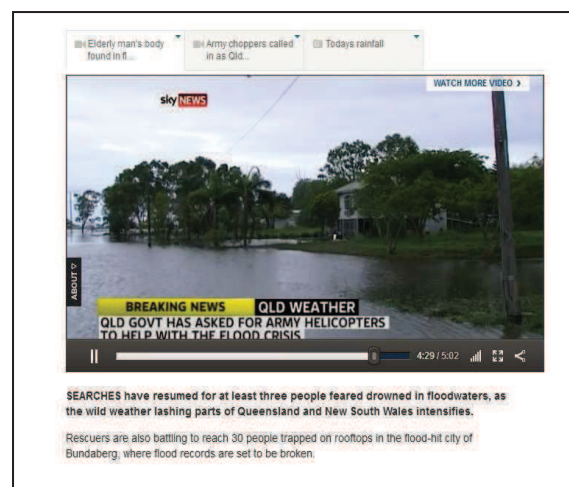 Elderly man's body
found in fl...
Army choppers called
in as Qld...
Todays rainfall
WATCH MORE VIDEO
sky NEWS
ABOUT
BREAKING NEWS QLD WEATHER
QLD GOVT HAS ASKED FOR ARMY HELICOPTERS
TO HELP WITH THE FLOOD CRISIS
4:29 / 5:02
SEARCHES have resumed for at least three people feared drowned in floodwaters, as
the wild weather lashing parts of Queensland and New South Wales intensifies.
Rescuers are also battling to reach 30 people trapped on rooftops in the flood-hit city of
Bundaberg, where flood records are set to be broken.